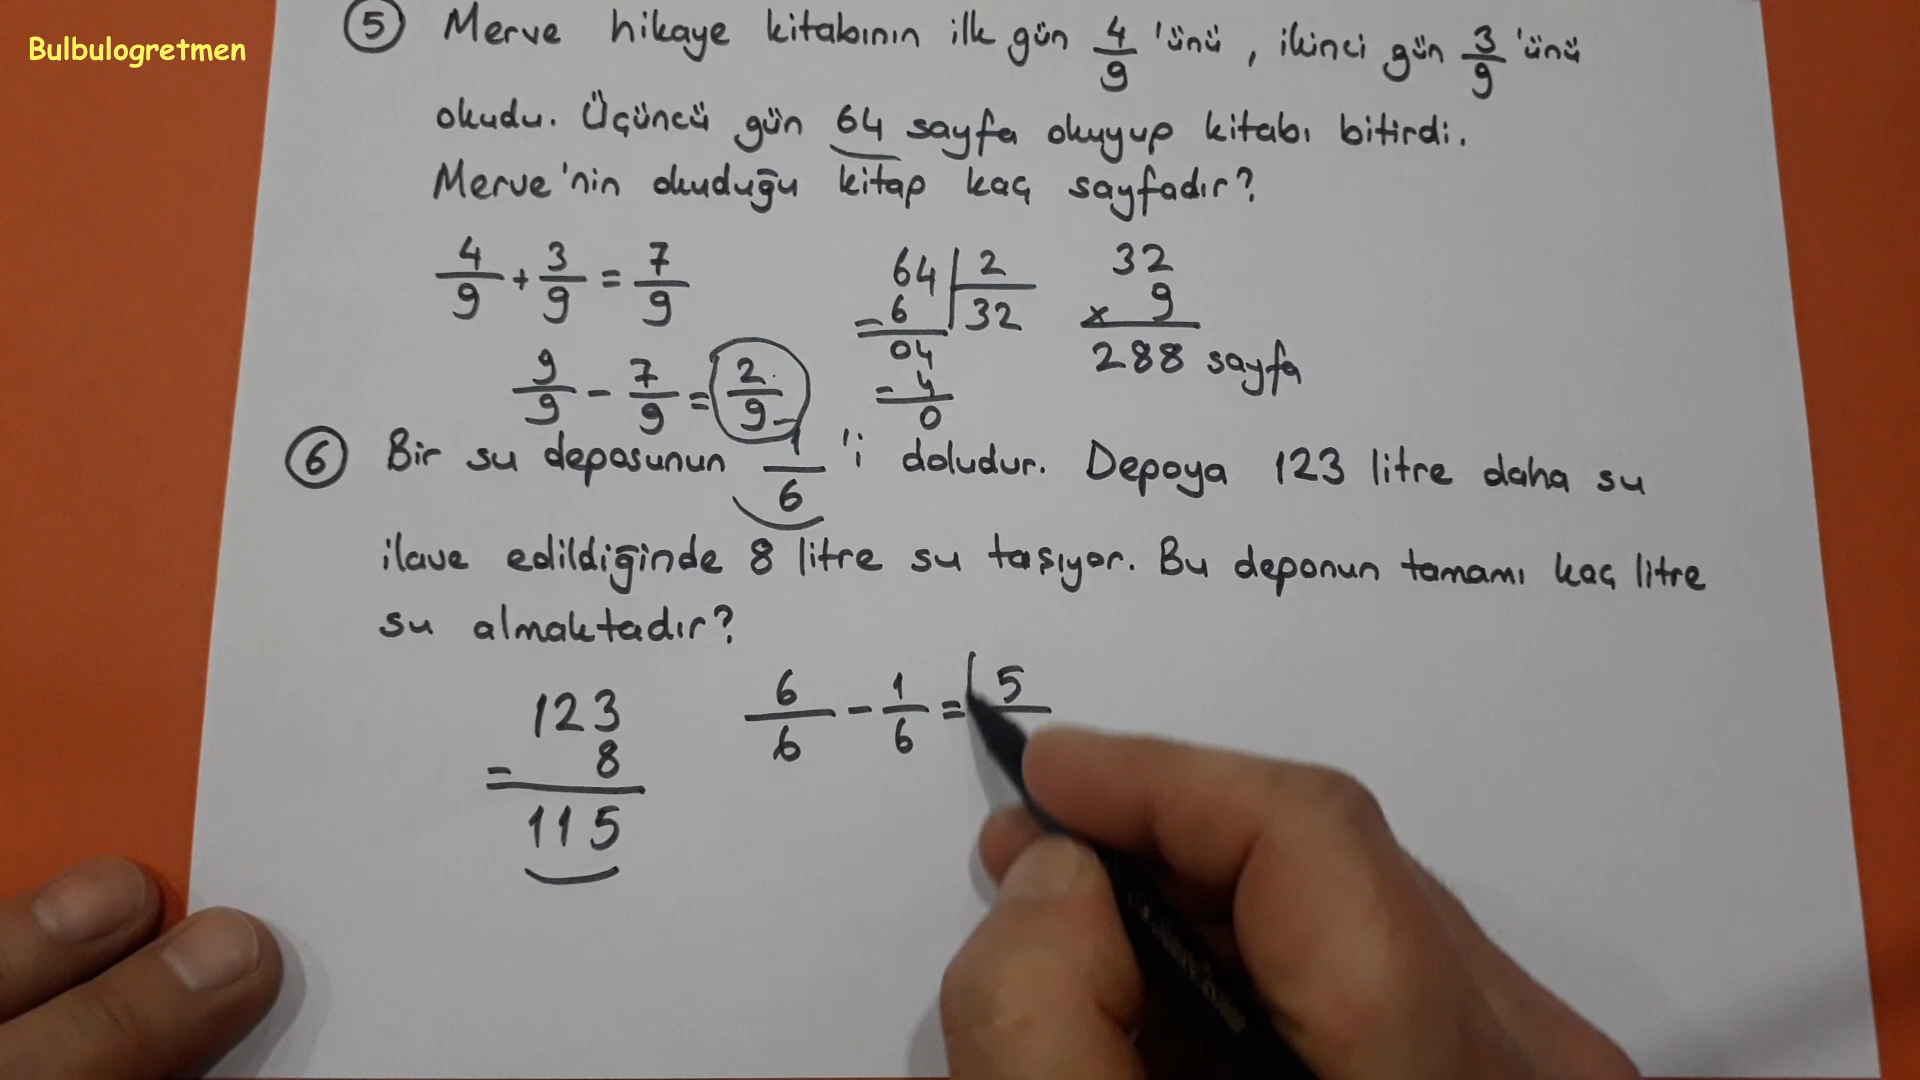 Bulbulogretmen
5 Merve hikaye kitabının ilk gün 4/9 'ünü, ikinci gün 3/9 'ünü
okudu. Üçüncü gün 64 sayfa okuyup kitabı bitirdi.
Merve'nin okuduğu kitap kaç sayfadır?
4/9 + 3/9 = 7/9
9/9 - 7/9 = 2/9
64 | 2
- 6 | 32
04
- 4
0
32
x 9
288 sayfa
6 Bir su deposunun 1/6 'i doludur. Depoya 123 litre daha su
ilave edildiğinde 8 litre su taşıyor. Bu deponun tamamı kaç litre
su almaktadır?
123
- 8
115
6/6 - 1/6 = 5